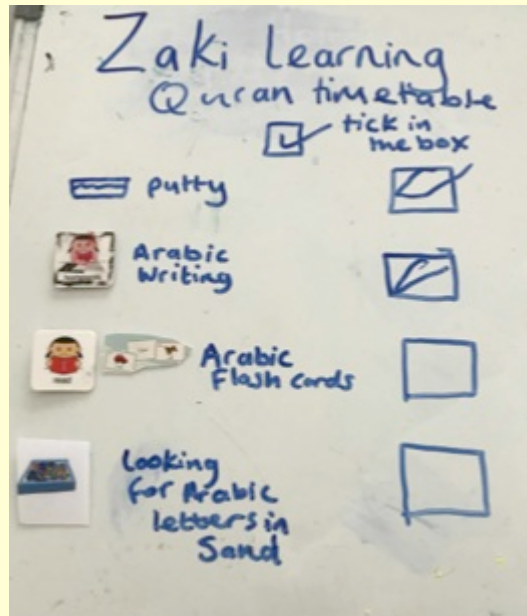 Zaki Learning
Quran timetable
tick in
the box
putty
Arabic
Writing
Arabic
Flash cards
Looking
for Arabic
letters in
Sand